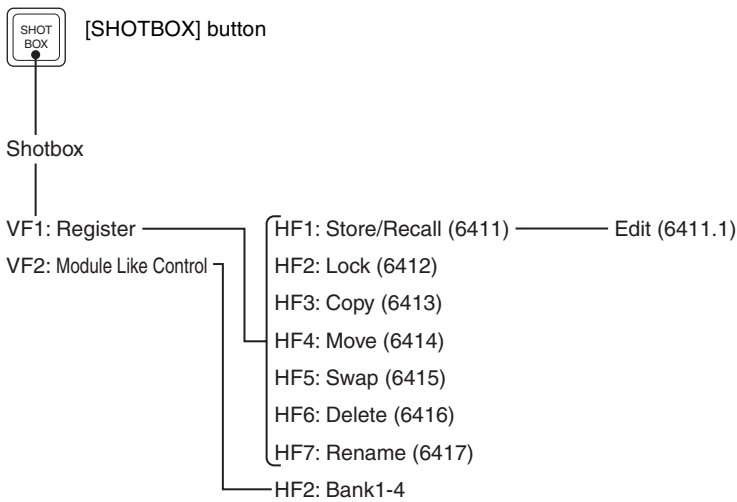 SHOT
BOX
[SHOTBOX] button
Shotbox
VF1: Register
HF1: Store/Recall (6411)
Edit (6411.1)
VF2: Module Like Control
HF2: Lock (6412)
HF3: Copy (6413)
HF4: Move (6414)
HF5: Swap (6415)
HF6: Delete (6416)
HF7: Rename (6417)
HF2: Bank1-4